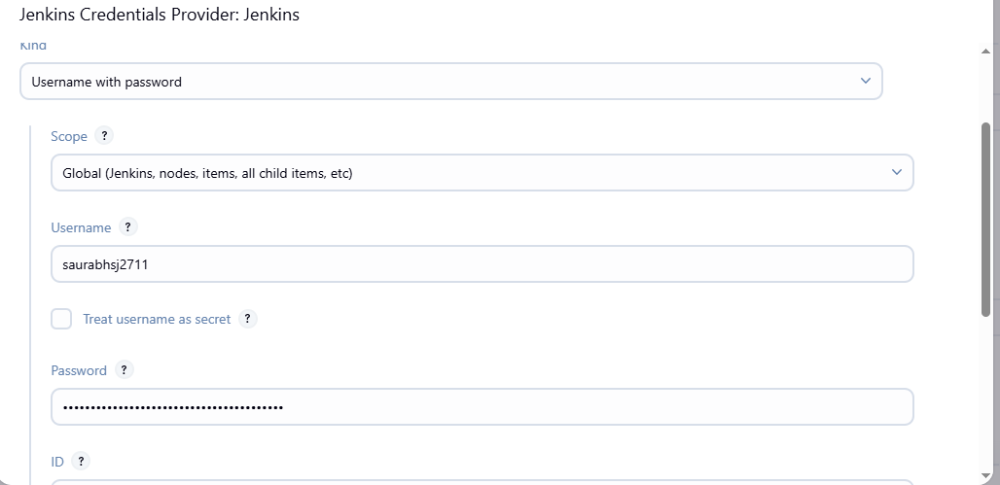 Jenkins Credentials Provider: Jenkins
Kind
Username with password
Scope ?
Global (Jenkins, nodes, items, all child items, etc)
Username ?
saurabhsj2711
Treat username as secret ?
Password ?
••••••••••••••••••••••••••••••••••••••••
ID ?